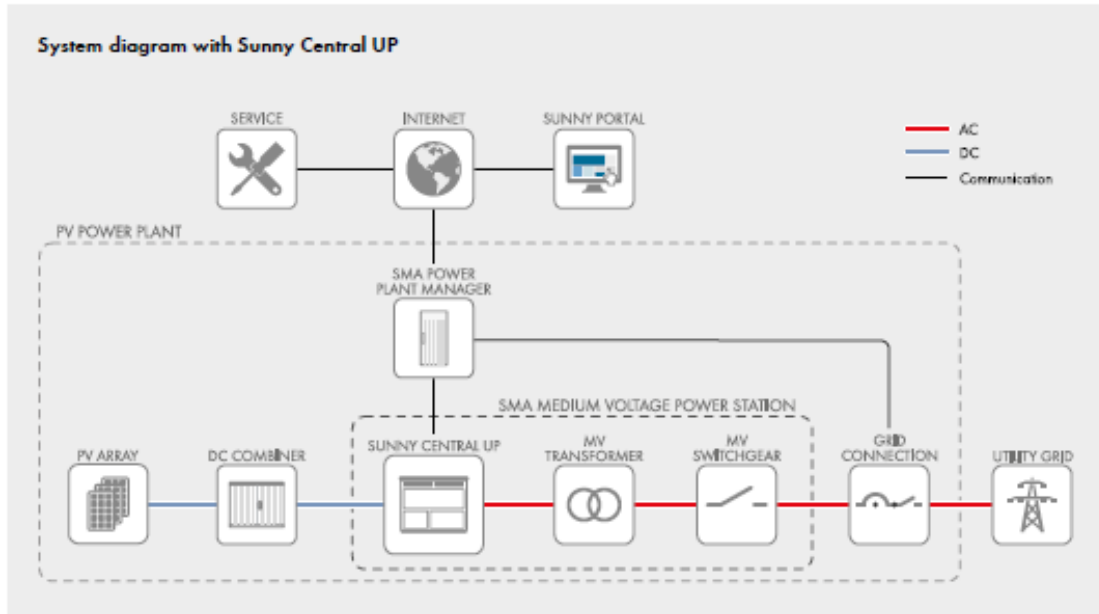 System diagram with Sunny Central UP
SERVICE
INTERNET
SUNNY PORTAL
AC
DC
Communication
PV POWER PLANT
SMA POWER
PLANT MANAGER
SMA MEDIUM VOLTAGE POWER STATION
PV ARRAY
DC COMBINER
SUNNY CENTRAL UP
MV
TRANSFORMER
MV
SWITCHGEAR
GRID
CONNECTION
UTILITY GRID